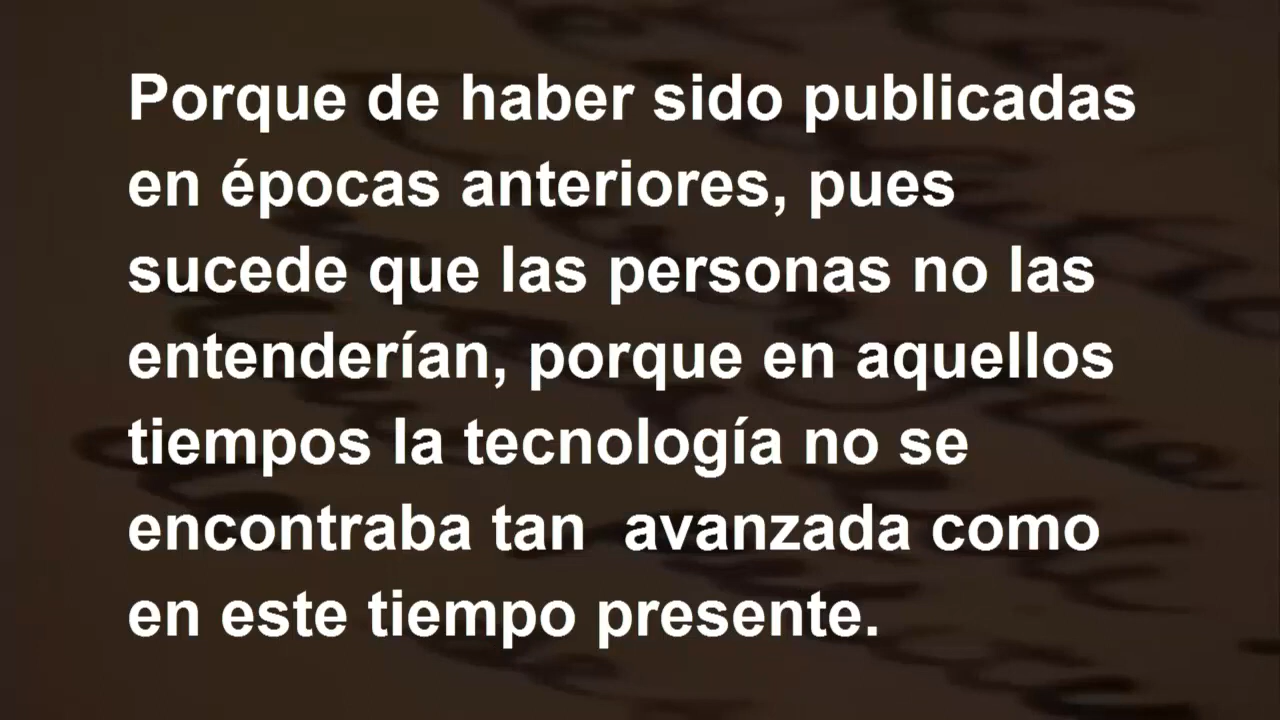 Porque de haber sido publicadas
en épocas anteriores, pues
sucede que las personas no las
entenderían, porque en aquellos
tiempos la tecnología no se
encontraba tan  avanzada como
en este tiempo presente.